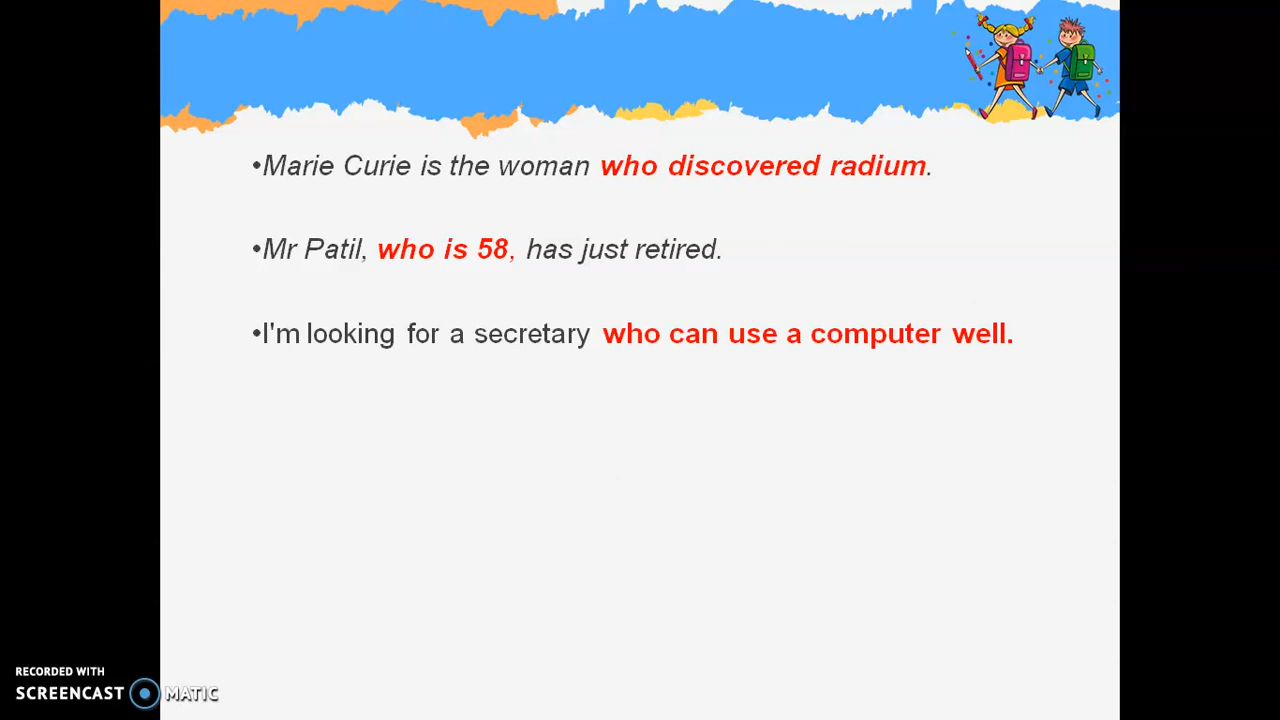 •Marie Curie is the woman who discovered radium.
•Mr Patil, who is 58, has just retired.
•I'm looking for a secretary who can use a computer well.
RECORDED WITH
SCREENCAST MATIC